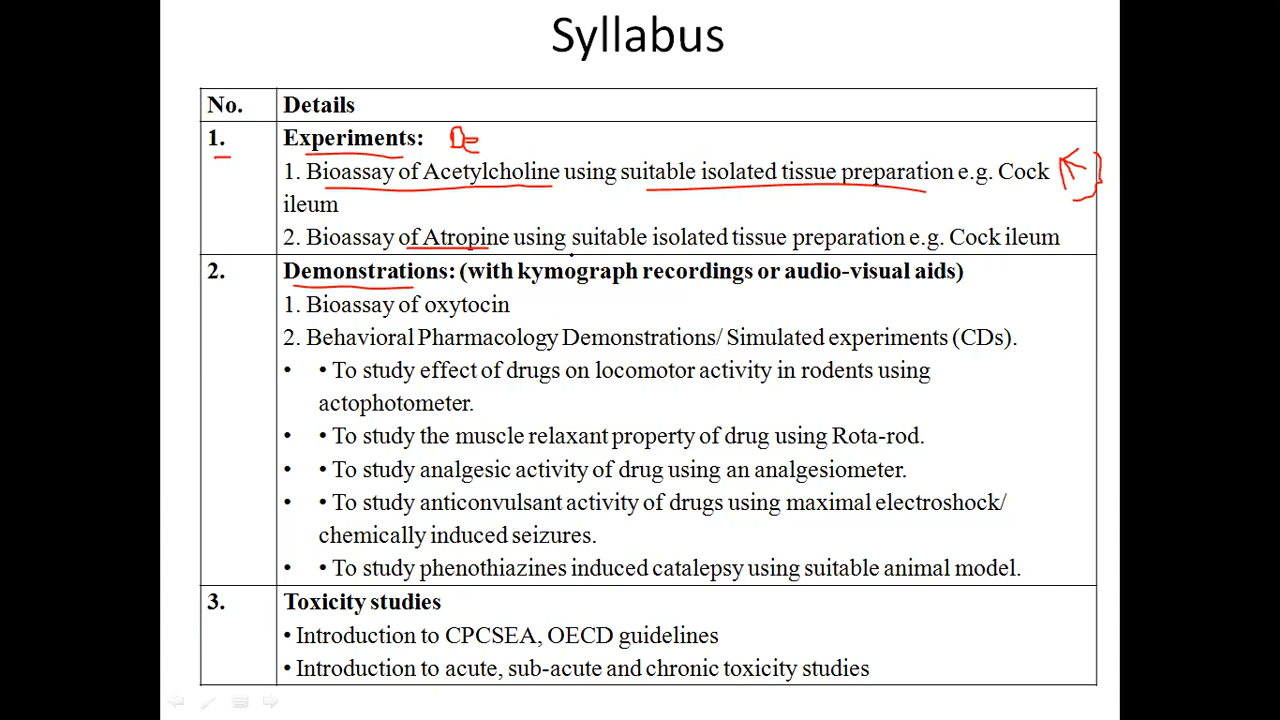 Syllabus
No. Details
1. Experiments:
1. Bioassay of Acetylcholine using suitable isolated tissue preparation e.g. Cock
ileum
2. Bioassay of Atropine using suitable isolated tissue preparation e.g. Cock ileum
2. Demonstrations: (with kymograph recordings or audio-visual aids)
1. Bioassay of oxytocin
2. Behavioral Pharmacology Demonstrations/ Simulated experiments (CDs).
• • To study effect of drugs on locomotor activity in rodents using
actophotometer.
• • To study the muscle relaxant property of drug using Rota-rod.
• • To study analgesic activity of drug using an analgesiometer.
• • To study anticonvulsant activity of drugs using maximal electroshock/
chemically induced seizures.
• • To study phenothiazines induced catalepsy using suitable animal model.
3. Toxicity studies
• Introduction to CPCSEA, OECD guidelines
• Introduction to acute, sub-acute and chronic toxicity studies